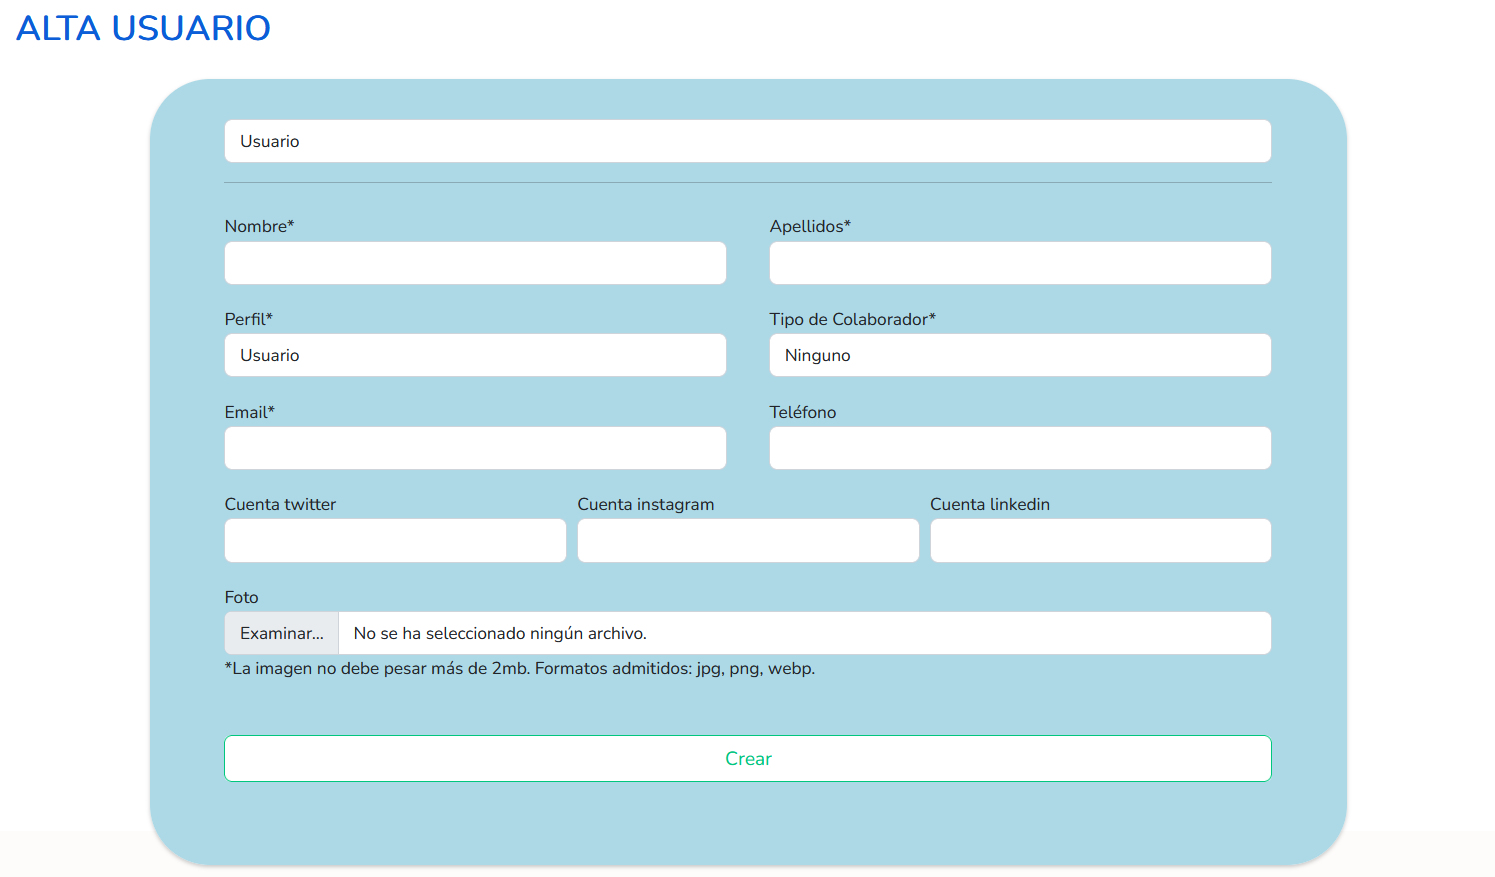 ALTA USUARIO
Usuario
Nombre* Apellidos*
Perfil* Tipo de Colaborador*
Usuario Ninguno
Email* Teléfono
Cuenta twitter Cuenta instagram Cuenta linkedin
Foto
Examinar... No se ha seleccionado ningún archivo.
*La imagen no debe pesar más de 2mb. Formatos admitidos: jpg, png, webp.
Crear